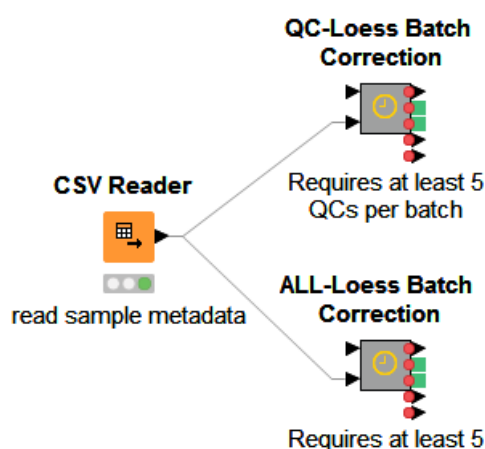 QC-Loess Batch
Correction
Requires at least 5
QCs per batch
CSV Reader
read sample metadata
ALL-Loess Batch
Correction
Requires at least 5